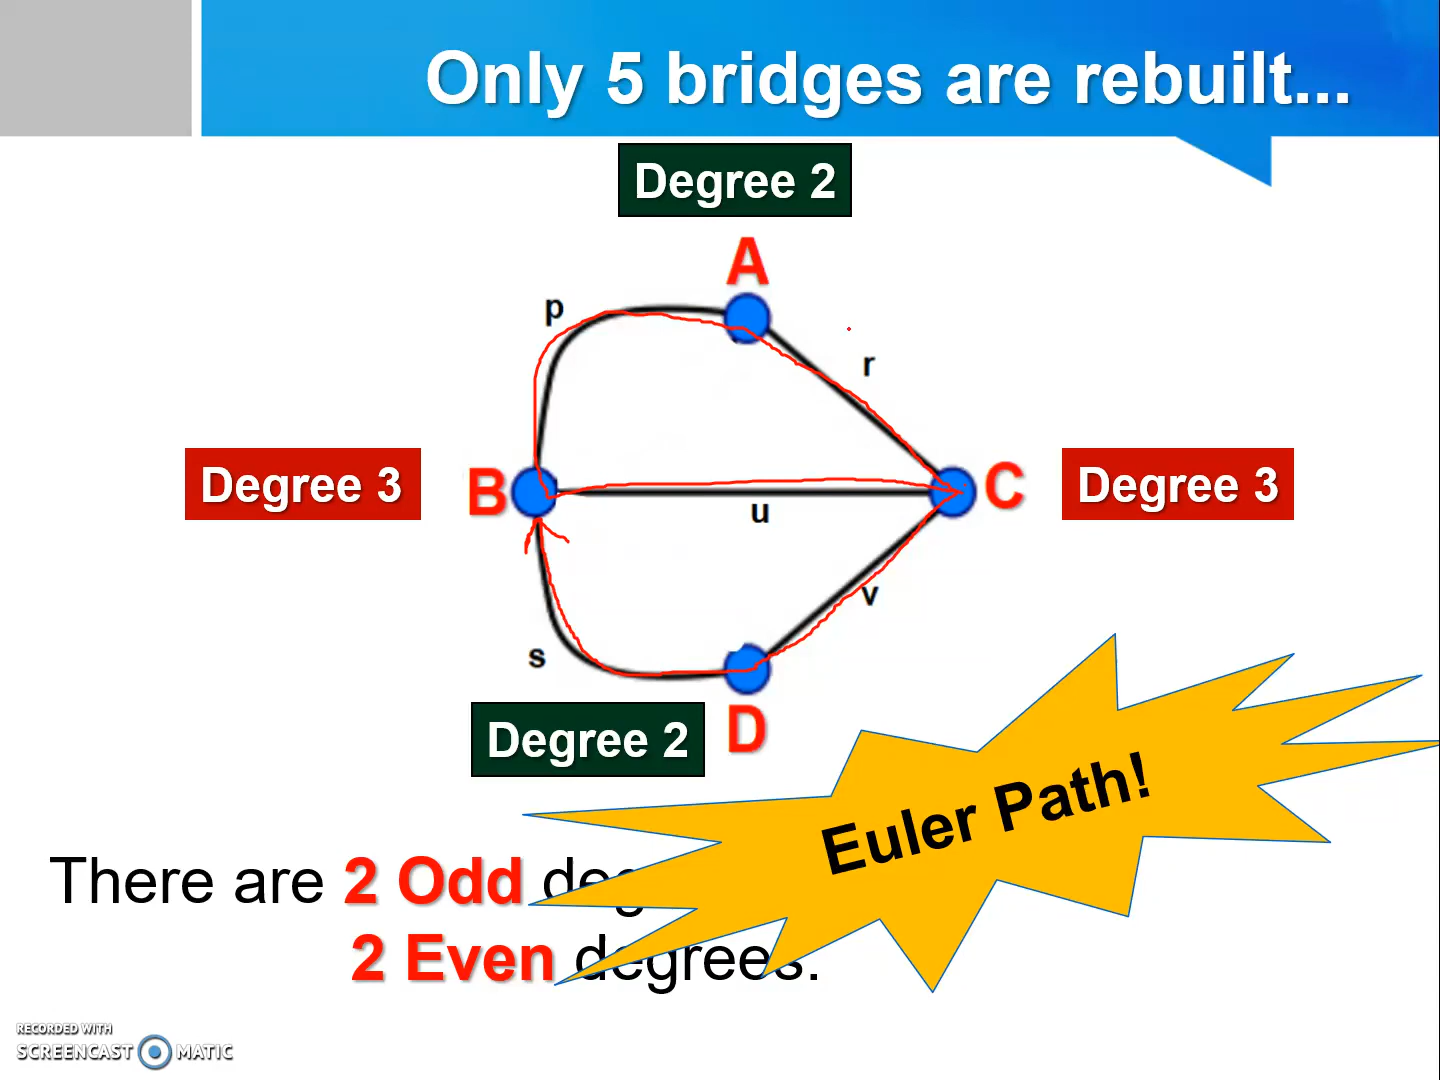 Only 5 bridges are rebuilt...
Degree 2
A
p
r
Degree 3
B
C
Degree 3
u
v
s
Degree 2
D
Euler Path!
There are 2 Odd
2 Even degrees.
RECORDED WITH
SCREENCAST MATIC